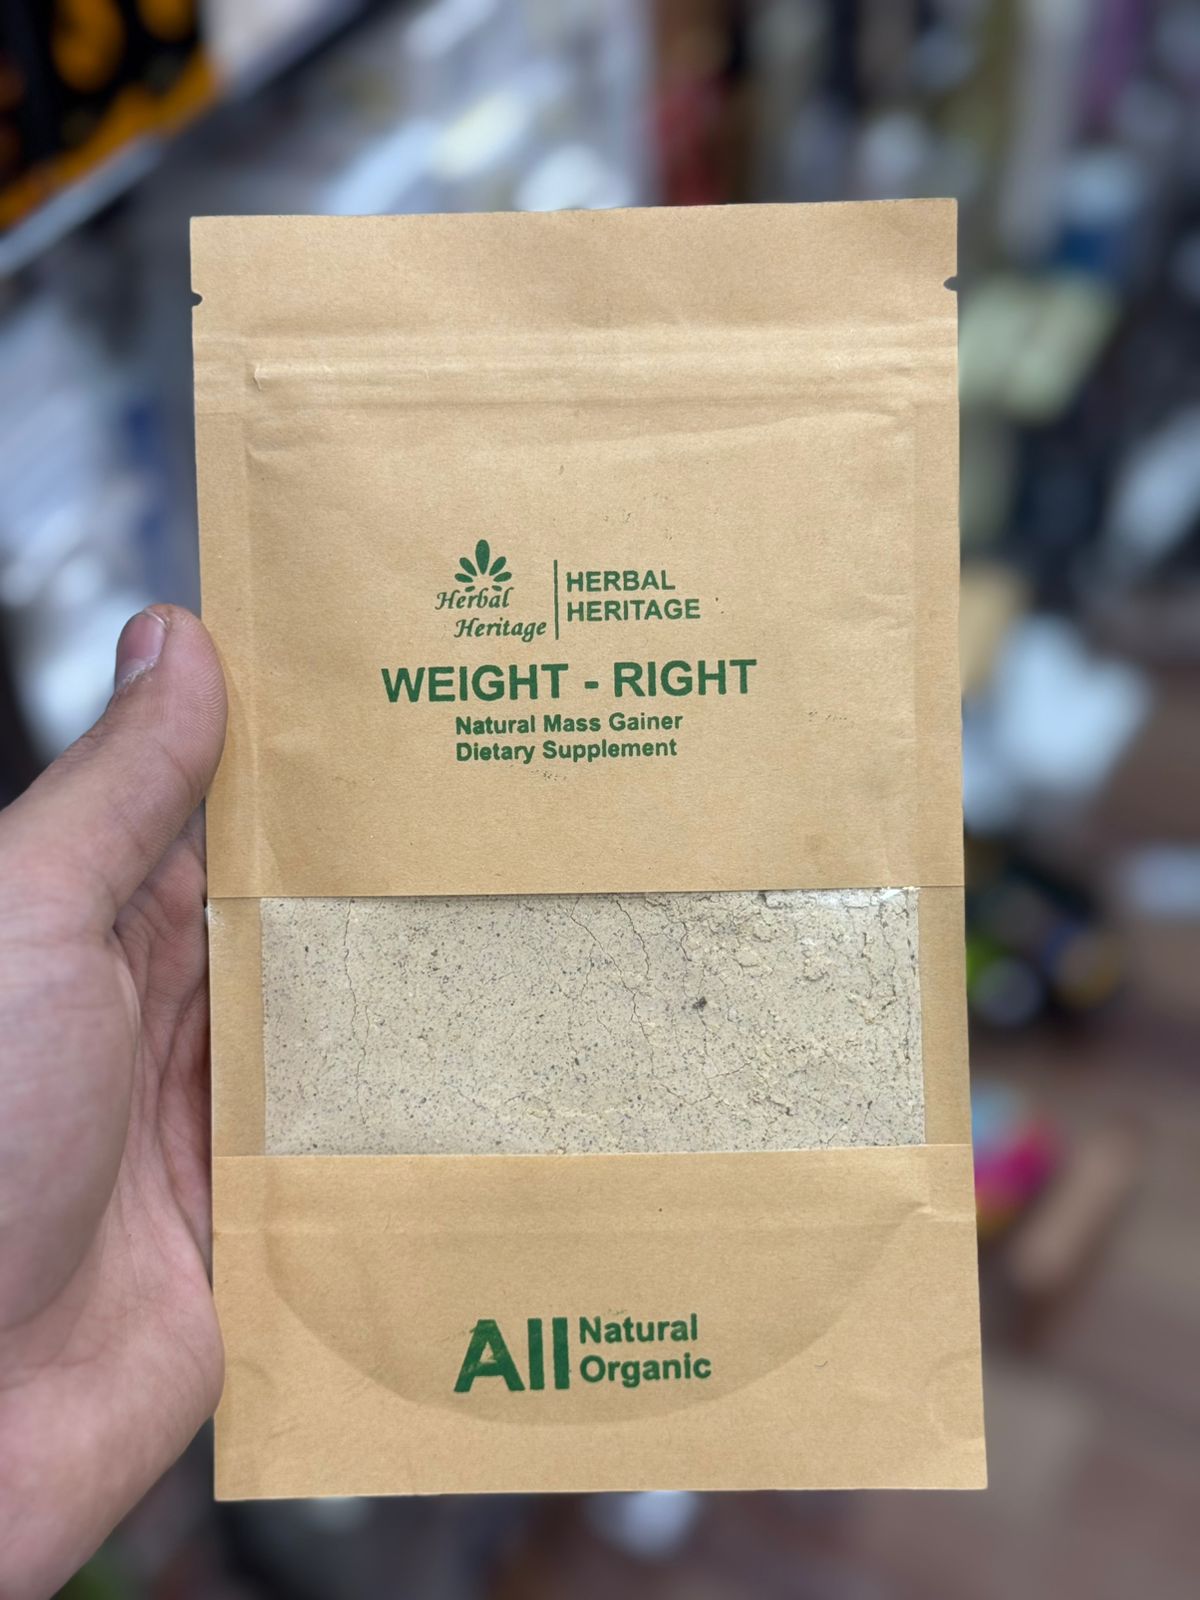 Herbal
Heritage
HERBAL
HERITAGE
WEIGHT - RIGHT
Natural Mass Gainer
Dietary Supplement
All
Natural
Organic